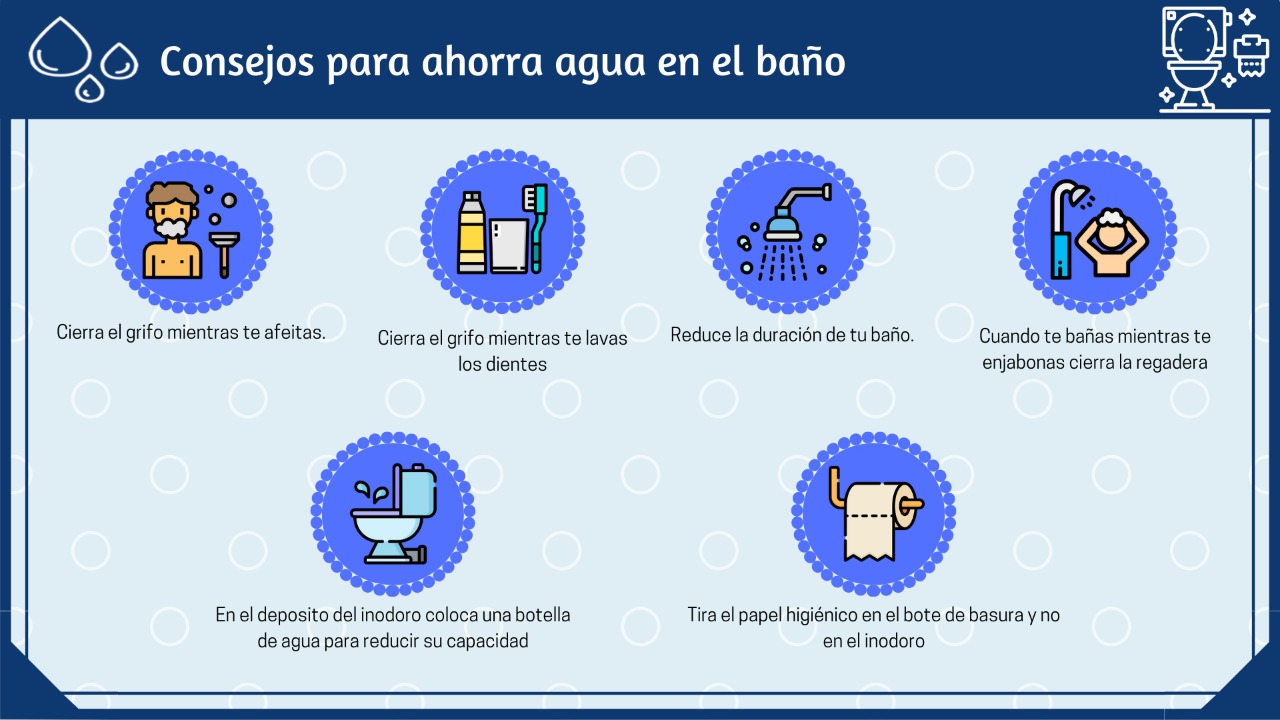 Consejos para ahorra agua en el baño
Cierra el grifo mientras te afeitas.
Cierra el grifo mientras te lavas
los dientes
Reduce la duración de tu baño.
Cuando te bañas mientras te
enjabonas cierra la regadera
En el deposito del inodoro coloca una botella
de agua para reducir su capacidad
Tira el papel higiénico en el bote de basura y no
en el inodoro